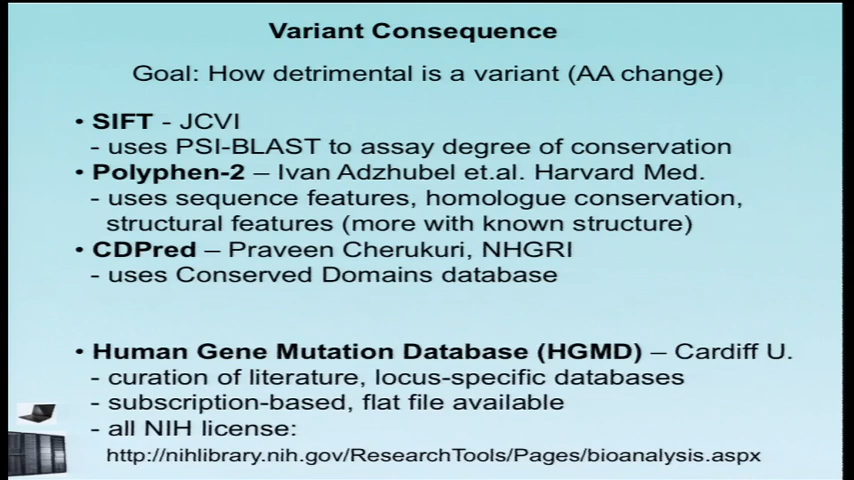 Variant Consequence
Goal: How detrimental is a variant (AA change)
• SIFT - JCVI
- uses PSI-BLAST to assay degree of conservation
• Polyphen-2 – Ivan Adzhubel et.al. Harvard Med.
- uses sequence features, homologue conservation,
structural features (more with known structure)
• CDPred – Praveen Cherukuri, NHGRI
- uses Conserved Domains database
• Human Gene Mutation Database (HGMD) – Cardiff U.
- curation of literature, locus-specific databases
- subscription-based, flat file available
- all NIH license:
http://nihlibrary.nih.gov/ResearchTools/Pages/bioanalysis.aspx